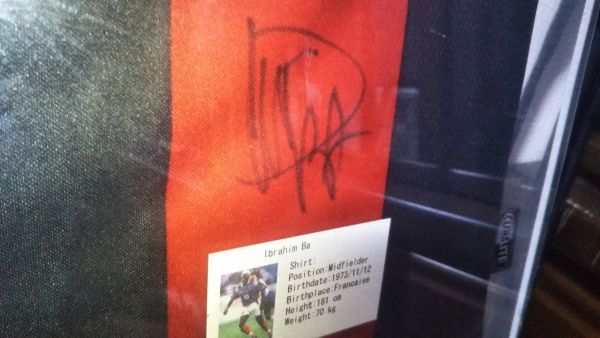 Ibrahim Ba
Shirt:
Position:Midfielder
Birthdate:1973/11/12
Birthplace:Francaise
Height:181 cm
Weight:70 kg